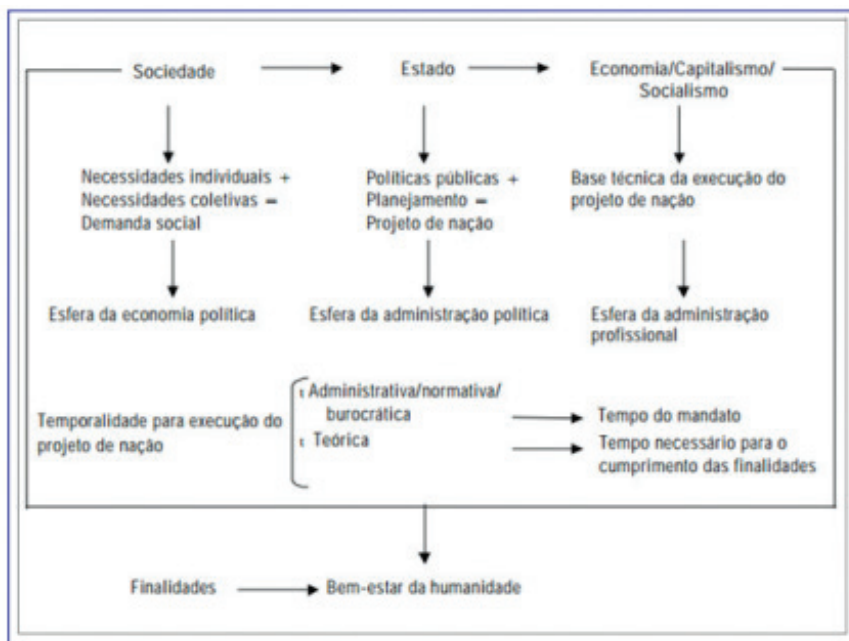 Sociedade
Estado
Economia/Capitalismo/
Socialismo
Necessidades individuais +
Necessidades coletivas =
Demanda social
Políticas públicas +
Planejamento =
Projeto de nação
Base técnica da execução do
projeto de nação
Esfera da economia política
Esfera da administração política
Esfera da administração
profissional
Temporalidade para execução do
projeto de nação
ι Administrativa/normativa/
burocrática
ι Teórica
Tempo do mandato
Tempo necessário para o
cumprimento das finalidades
Finalidades
Bem-estar da humanidade